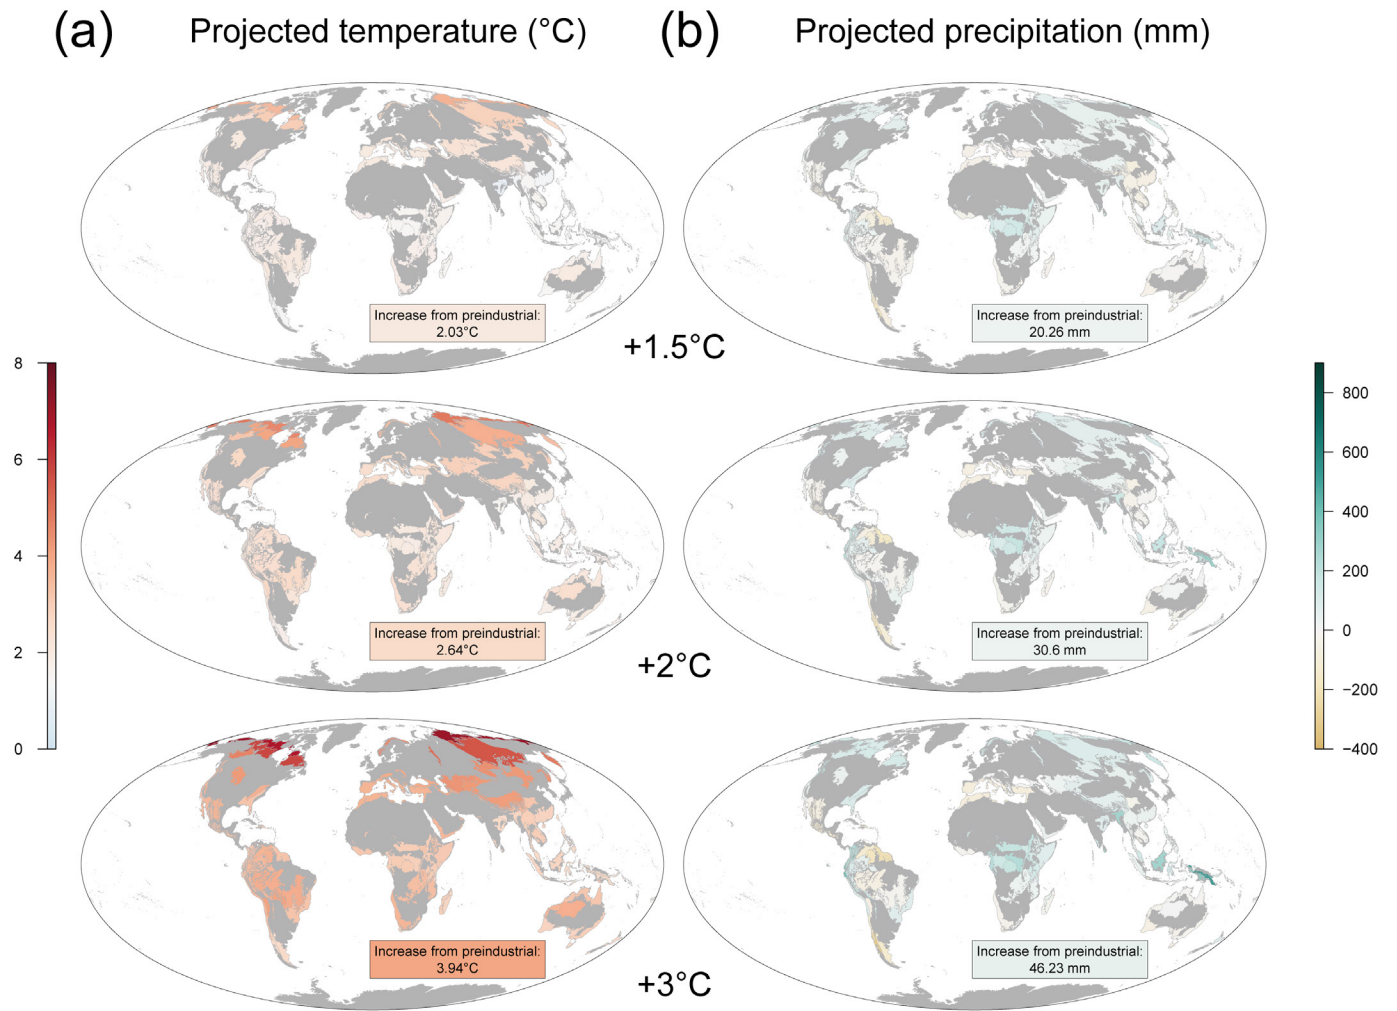 (a) Projected temperature (°C)
(b) Projected precipitation (mm)
Increase from preindustrial:
2.03°C
Increase from preindustrial:
20.26 mm
+1.5°C
8
6
4
2
0
Increase from preindustrial:
2.64°C
Increase from preindustrial:
30.6 mm
+2°C
800
600
400
200
0
−200
−400
Increase from preindustrial:
3.94°C
Increase from preindustrial:
46.23 mm
+3°C